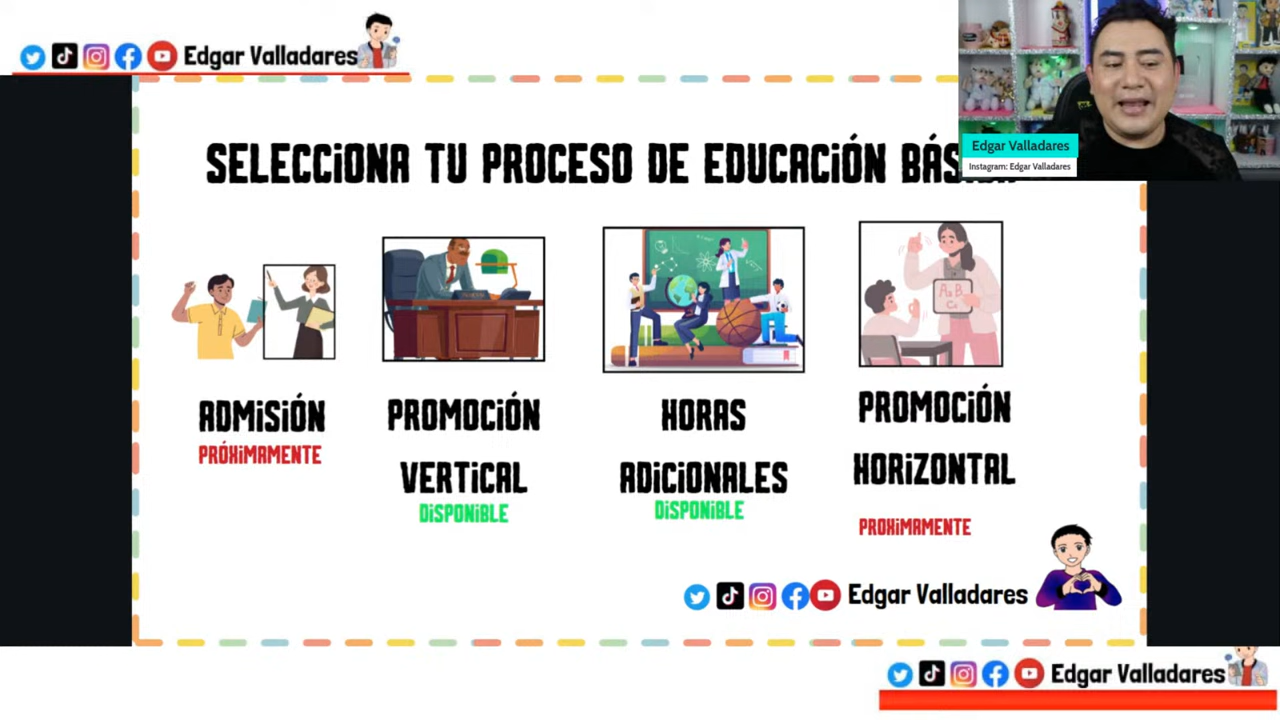 Edgar Valladares
Edgar Valladares
Instagram: Edgar Valladares
SELECCIONA TU PROCESO DE EDUCACIÓN
ADMISIÓN
PRÓXIMAMENTE
PROMOCIÓN
VERTICAL
DISPONIBLE
HORAS
ADICIONALES
DISPONIBLE
PROMOCIÓN
HORIZONTAL
PROXIMAMENTE
Edgar Valladares
Edgar Valladares